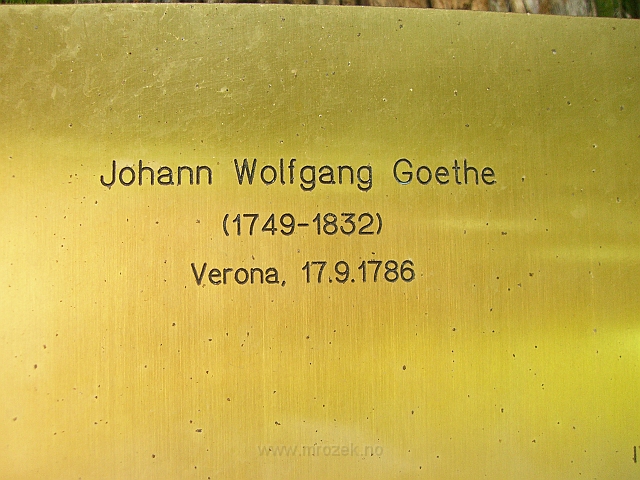 Johann Wolfgang Goethe
(1749-1832)
Verona, 17.9.1786
www.mrozek.no